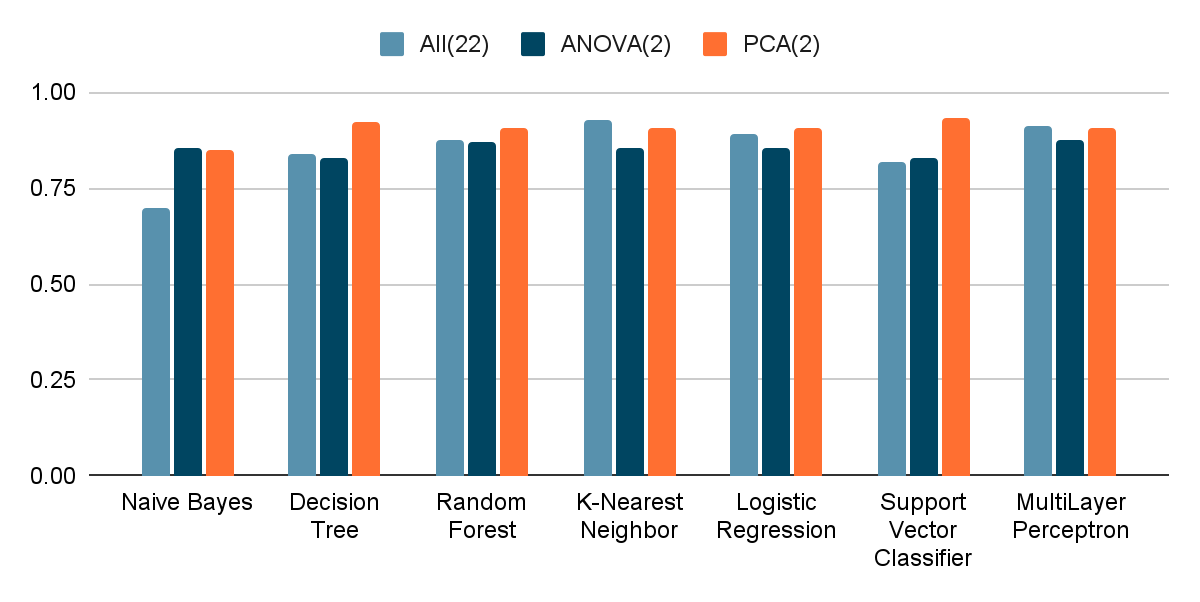 All(22) ANOVA(2) PCA(2)
1.00
0.75
0.50
0.25
0.00
Naive Bayes
Decision
Tree
Random
Forest
K-Nearest
Neighbor
Logistic
Regression
Support
Vector
Classifier
MultiLayer
Perceptron